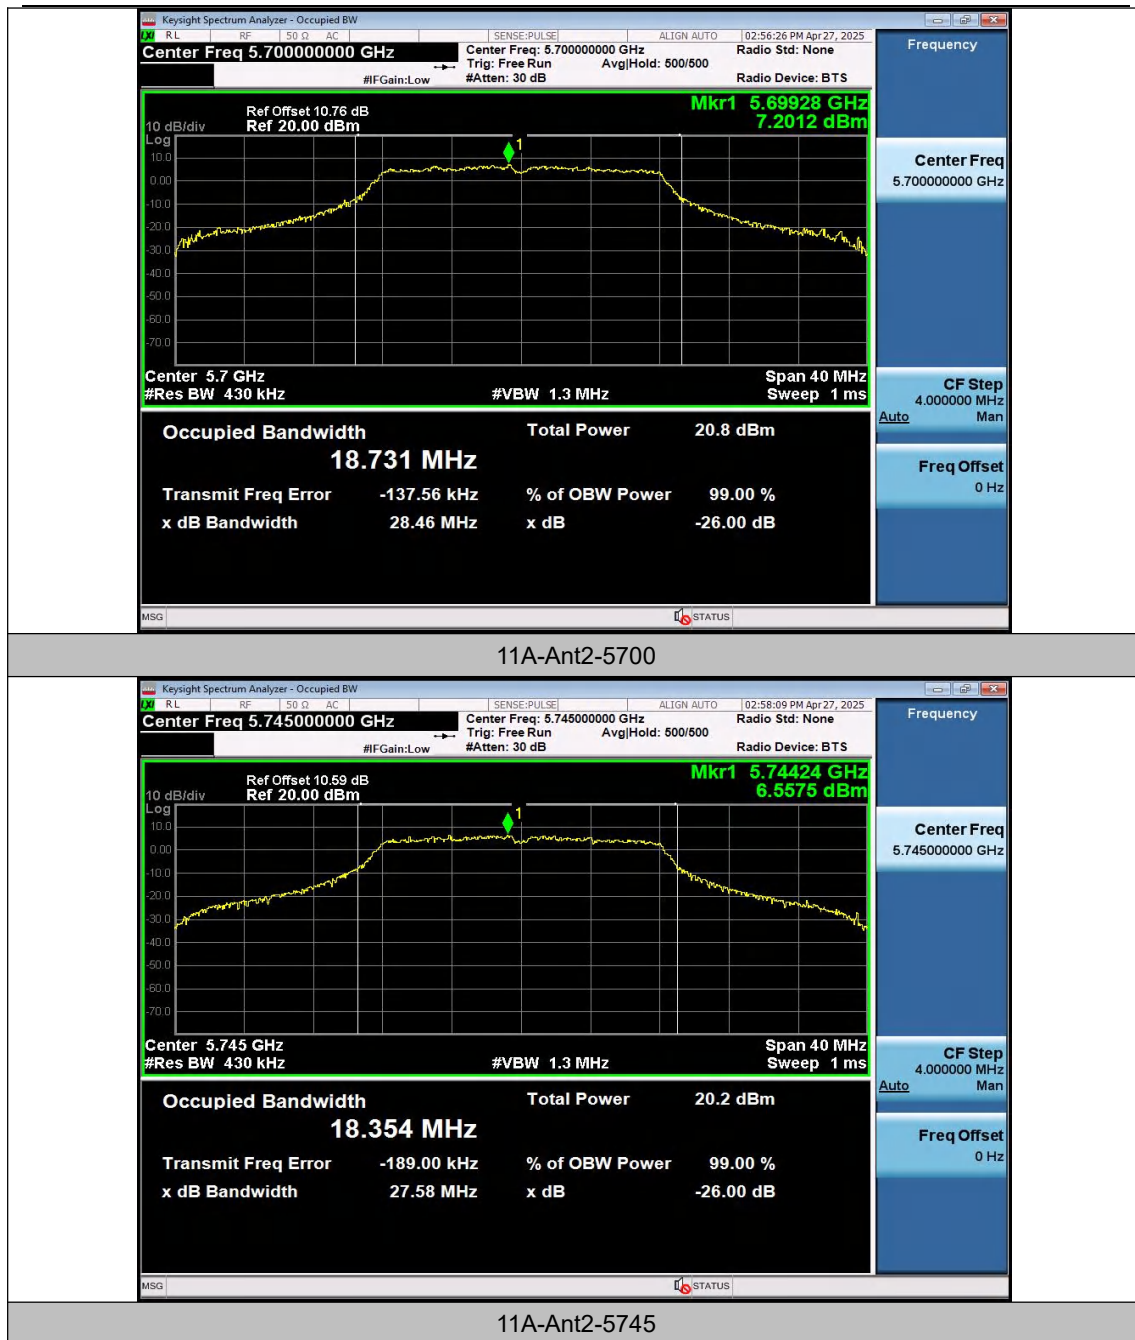 Keysight Spectrum Analyzer - Occupied BW
LXI RL RF 50 Ω AC SENSE:PULSE ALIGN AUTO 02:56:26 PM Apr 27, 2025
Center Freq 5.700000000 GHz
Center Freq: 5.700000000 GHz Radio Std: None
Trig: Free Run Avg|Hold: 500/500
#IFGain:Low #Atten: 30 dB Radio Device: BTS
Frequency
Mkr1 5.69928 GHz
7.2012 dBm
Ref Offset 10.76 dB
10 dB/div Ref 20.00 dBm
Log
10.0
0.00
-10.0
-20.0
-30.0
-40.0
-50.0
-60.0
-70.0
1
Center Freq
5.700000000 GHz
Center 5.7 GHz Span 40 MHz
#Res BW 430 kHz #VBW 1.3 MHz Sweep 1 ms
CF Step
4.000000 MHz
Auto Man
Occupied Bandwidth Total Power 20.8 dBm
18.731 MHz
Freq Offset
0 Hz
Transmit Freq Error -137.56 kHz % of OBW Power 99.00 %
x dB Bandwidth 28.46 MHz x dB -26.00 dB
MSG STATUS
11A-Ant2-5700
Keysight Spectrum Analyzer - Occupied BW
LXI RL RF 50 Ω AC SENSE:PULSE ALIGN AUTO 02:58:09 PM Apr 27, 2025
Center Freq 5.745000000 GHz
Center Freq: 5.745000000 GHz Radio Std: None
Trig: Free Run Avg|Hold: 500/500
#IFGain:Low #Atten: 30 dB Radio Device: BTS
Frequency
Mkr1 5.74424 GHz
6.5575 dBm
Ref Offset 10.59 dB
10 dB/div Ref 20.00 dBm
Log
10.0
0.00
-10.0
-20.0
-30.0
-40.0
-50.0
-60.0
-70.0
1
Center Freq
5.745000000 GHz
Center 5.745 GHz Span 40 MHz
#Res BW 430 kHz #VBW 1.3 MHz Sweep 1 ms
CF Step
4.000000 MHz
Auto Man
Occupied Bandwidth Total Power 20.2 dBm
18.354 MHz
Freq Offset
0 Hz
Transmit Freq Error -189.00 kHz % of OBW Power 99.00 %
x dB Bandwidth 27.58 MHz x dB -26.00 dB
MSG STATUS
11A-Ant2-5745